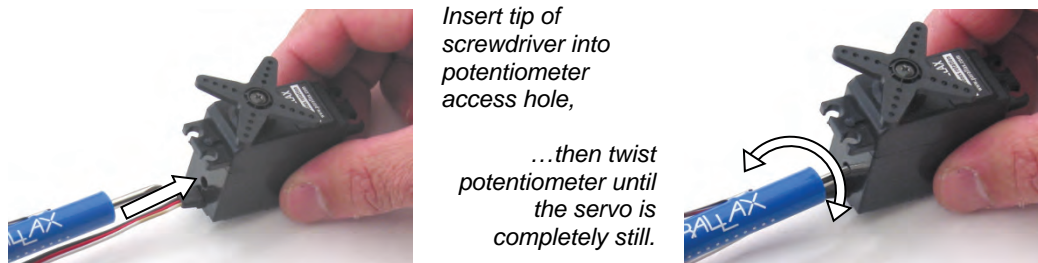 Insert tip of
screwdriver into
potentiometer
access hole,
…then twist
potentiometer until
the servo is
completely still.